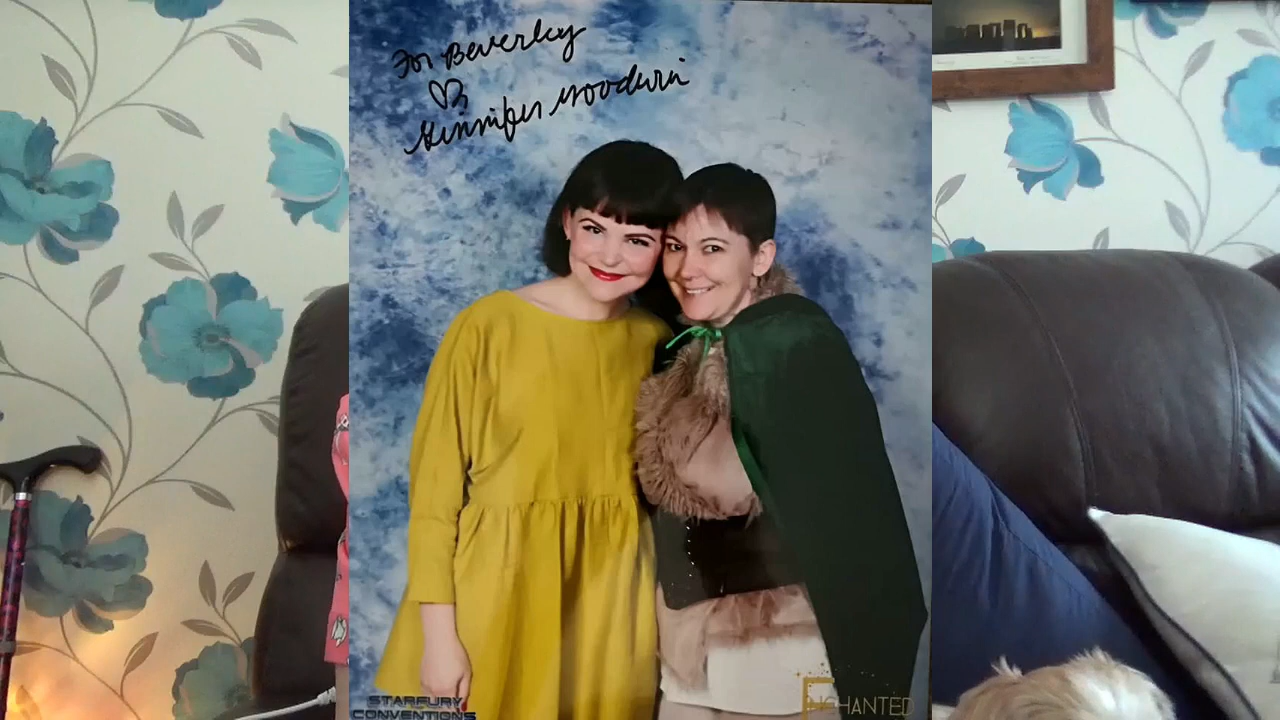 For Beverley
Ginnifer Goodwin
STARFURY
CONVENTIONS
ENCHANTED